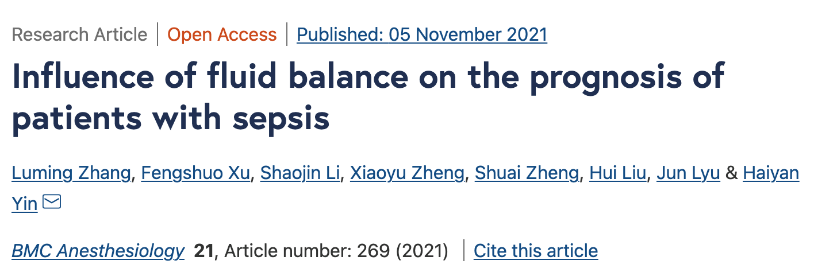 Research Article | Open Access | Published: 05 November 2021
Influence of fluid balance on the prognosis of
patients with sepsis
Luming Zhang, Fengshuo Xu, Shaojin Li, Xiaoyu Zheng, Shuai Zheng, Hui Liu, Jun Lyu & Haiyan
Yin
BMC Anesthesiology 21, Article number: 269 (2021) | Cite this article